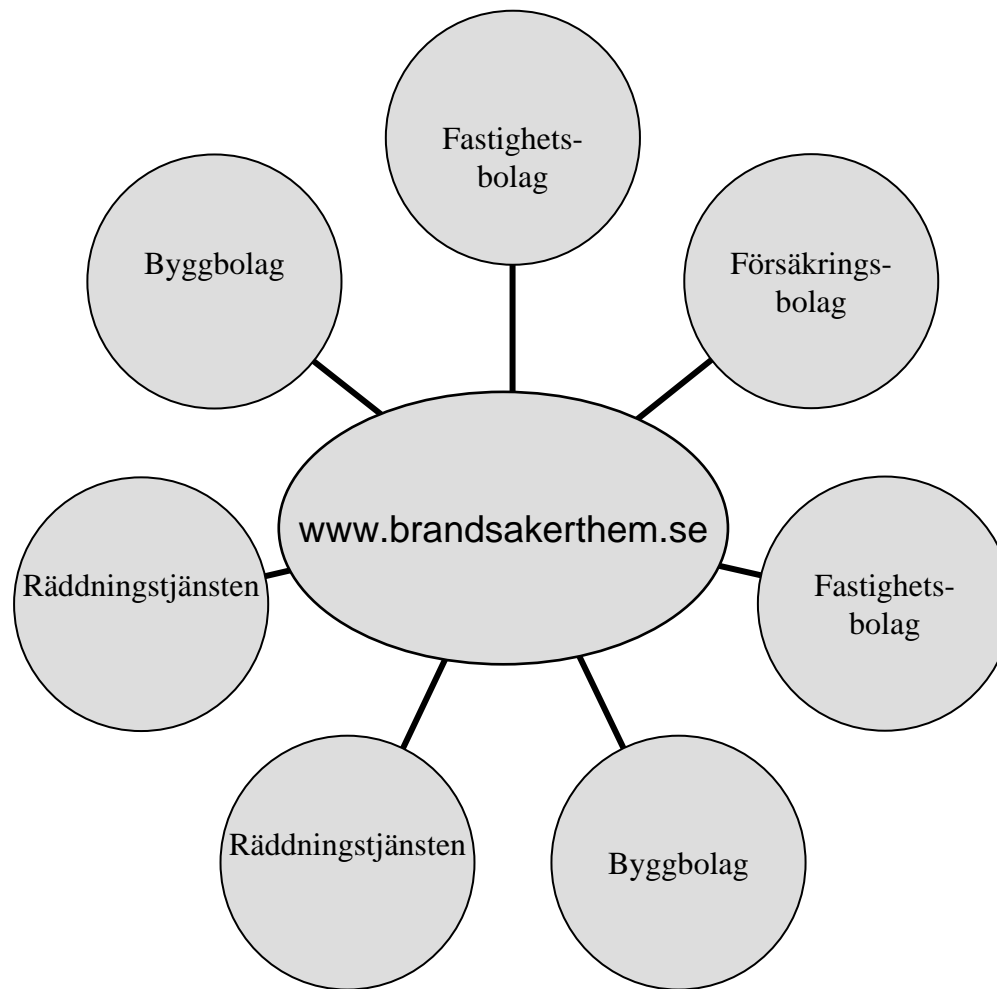 Fastighets-
bolag
Byggbolag
Försäkrings-
bolag
www.brandsakerthem.se
Räddningstjänsten
Fastighets-
bolag
Räddningstjänsten
Byggbolag